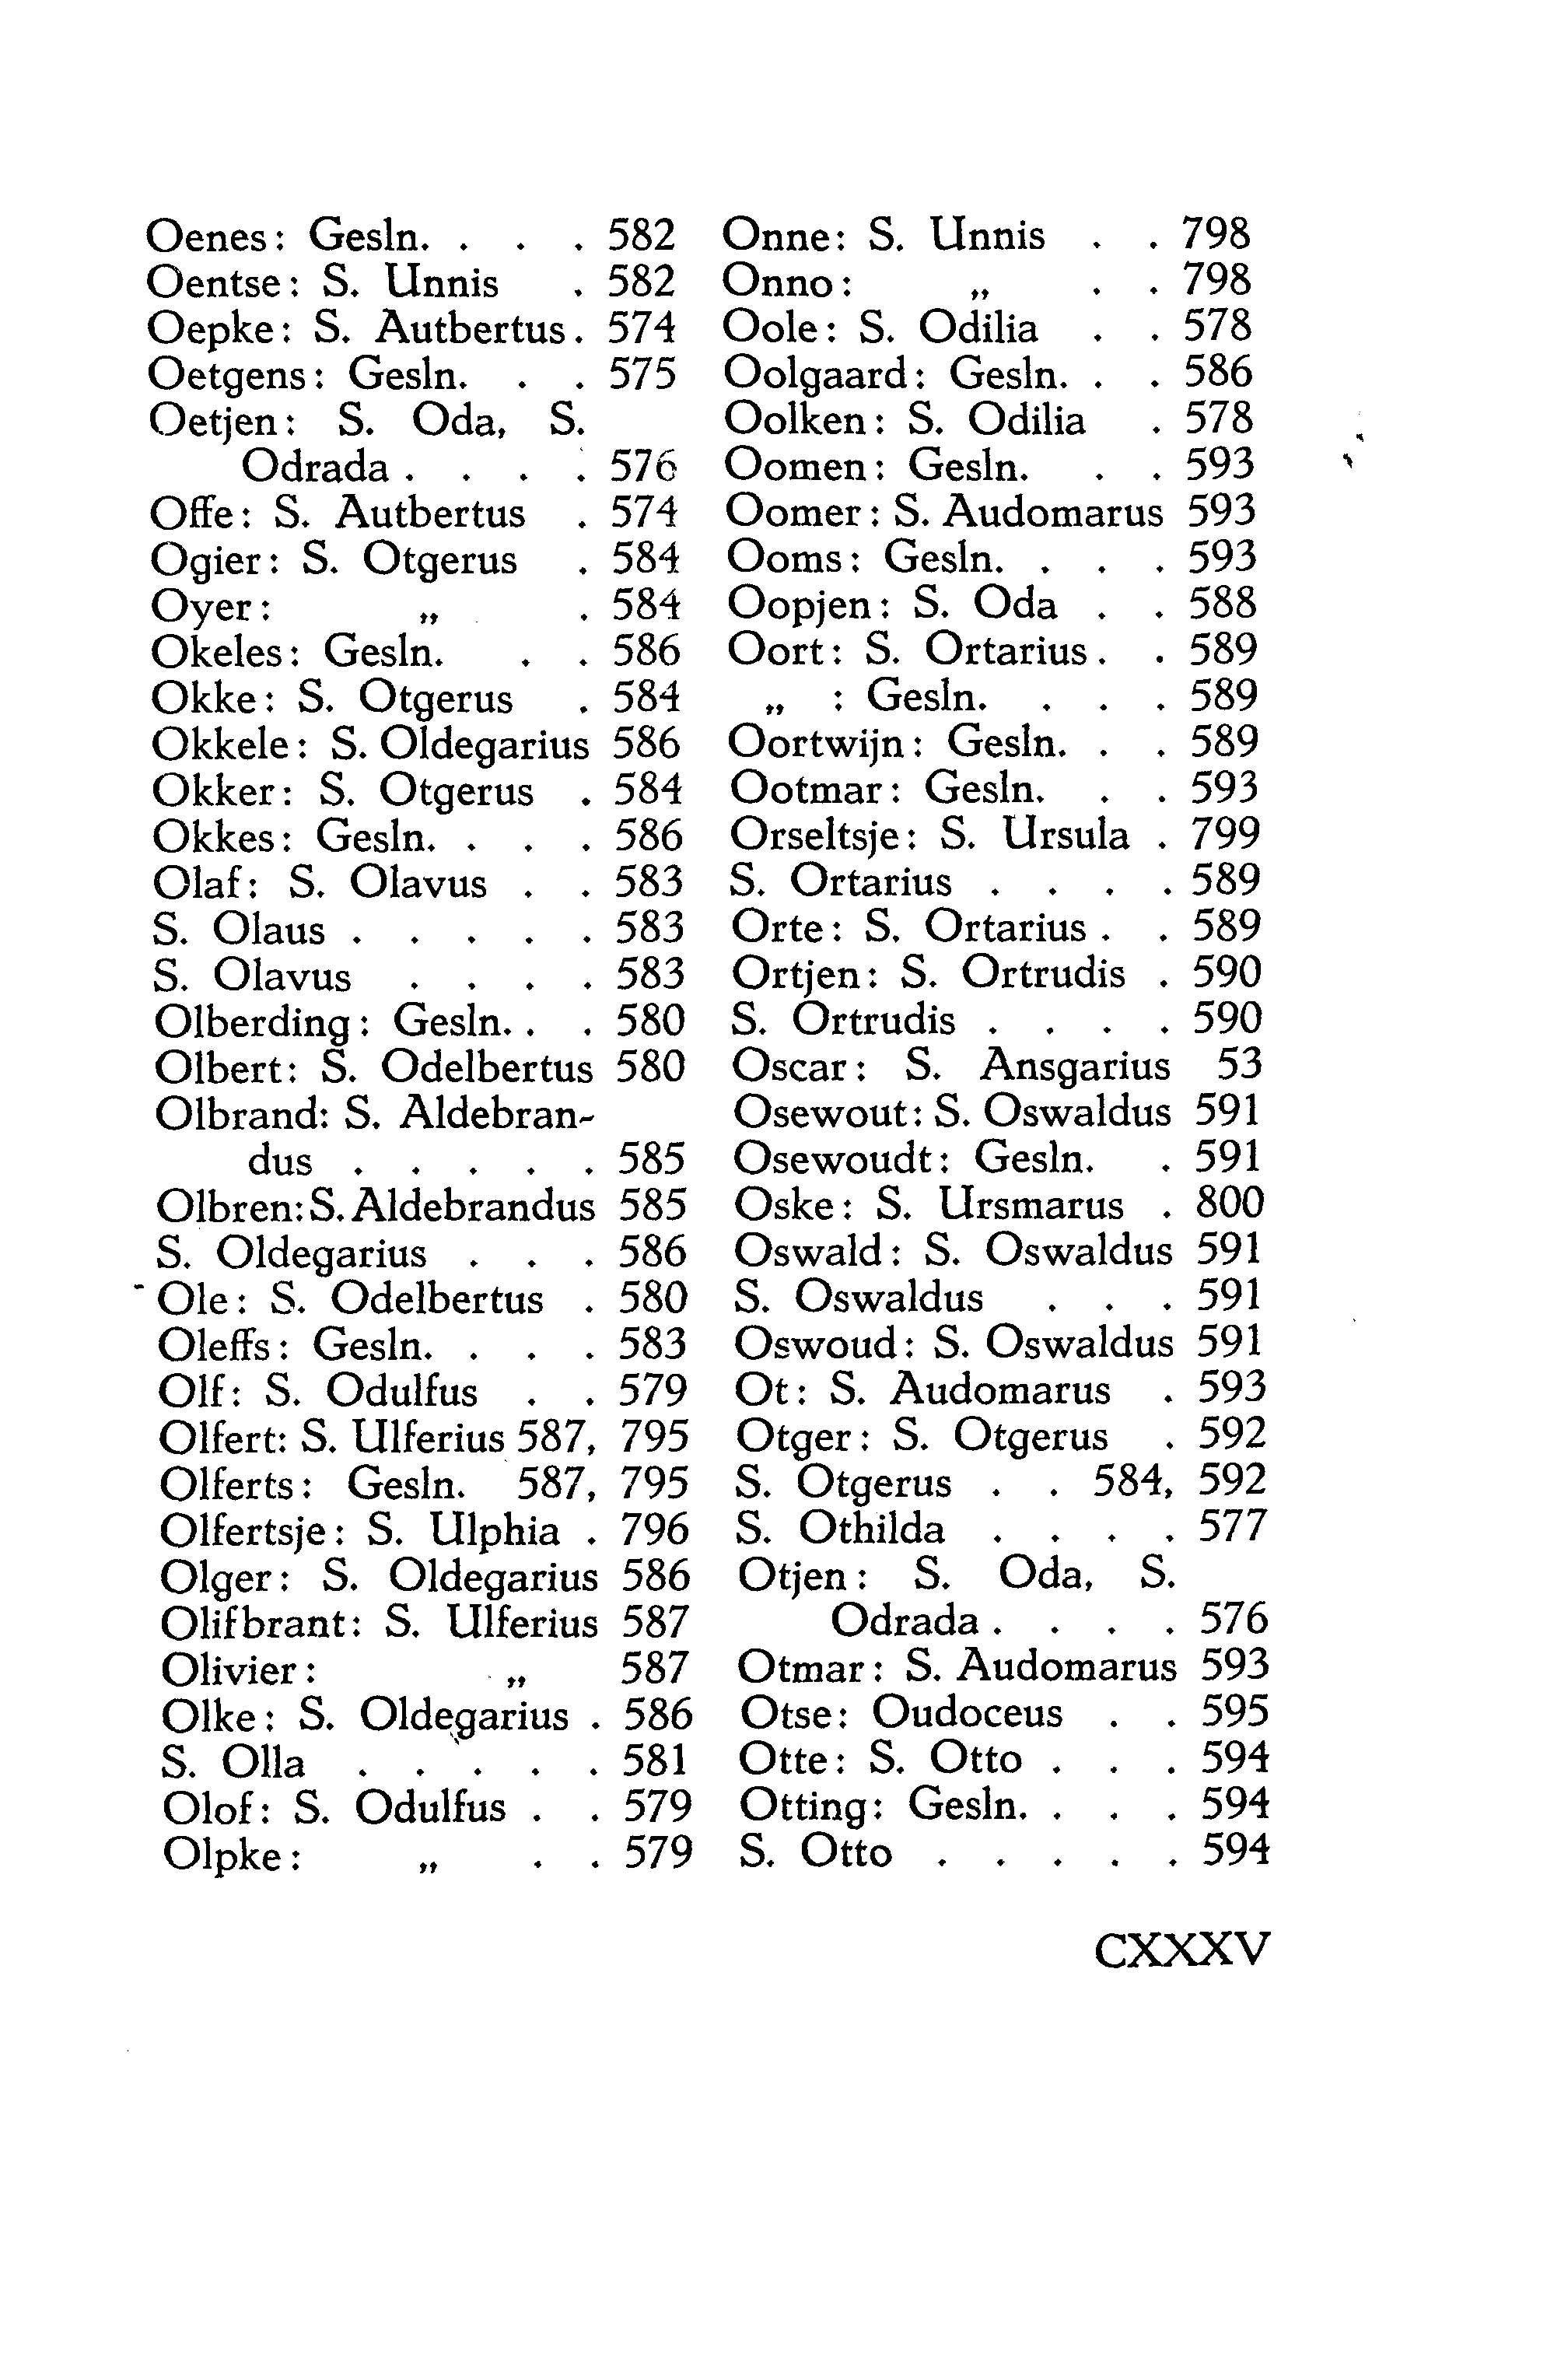 Oenes: Gesln. . . . 582
Oentse: S. Unnis . 582
Oepke: S. Autbertus. 574
Oetgens: Gesln. . . 575
Oetjen: S. Oda, S.
Odrada . . . . 576
Offe: S. Autbertus . 574
Ogier: S. Otgerus . 584
Oyer: „ . 584
Okeles: Gesln. . . 586
Okke: S. Otgerus . 584
Okkele: S. Oldegarius 586
Okker: S. Otgerus . 584
Okkes: Gesln. . . . 586
Olaf: S. Olavus . . 583
S. Olaus . . . . . 583
S. Olavus . . . . 583
Olberding: Gesln. . . 580
Olbert: S. Odelbertus 580
Olbrand: S. Aldebran-
dus . . . . . 585
Olbren: S. Aldebrandus 585
S. Oldegarius . . . 586
Ole: S. Odelbertus . 580
Oleffs: Gesln. . . . 583
Olf: S. Odulfus . . 579
Olfert: S. Ulferius 587, 795
Olferts: Gesln. 587, 795
Olfertsje: S. Ulphia . 796
Olger: S. Oldegarius 586
Olifbrant: S. Ulferius 587
Olivier: „ 587
Olke: S. Oldegarius . 586
S. Olla . . . . . 581
Olof: S. Odulfus . . 579
Olpke: „ . . 579
Onne: S. Unnis . . 798
Onno: „ . . 798
Oole: S. Odilia . . 578
Oolgaard: Gesln. . . 586
Oolken: S. Odilia . 578
Oomen: Gesln. . . 593
Oomer: S. Audomarus 593
Ooms: Gesln. . . . 593
Oopjen: S. Oda . . 588
Oort: S. Ortarius. . 589
„ : Gesln. . . . 589
Oortwijn: Gesln. . . 589
Ootmar: Gesln. . . 593
Orseltsje: S. Ursula . 799
S. Ortarius . . . . 589
Orte: S. Ortarius . . 589
Ortjen: S. Ortrudis . 590
S. Ortrudis . . . . 590
Oscar: S. Ansgarius 53
Osewout: S. Oswaldus 591
Osewoudt: Gesln. . 591
Oske: S. Ursmarus . 800
Oswald: S. Oswaldus 591
S. Oswaldus . . . 591
Oswoud: S. Oswaldus 591
Ot: S. Audomarus . 593
Otger: S. Otgerus . 592
S. Otgerus . . 584, 592
S. Othilda . . . . 577
Otjen: S. Oda, S.
Odrada . . . . 576
Otmar: S. Audomarus 593
Otse: Oudoceus . . 595
Otte: S. Otto . . . 594
Otting: Gesln. . . . 594
S. Otto . . . . . 594
CXXXV